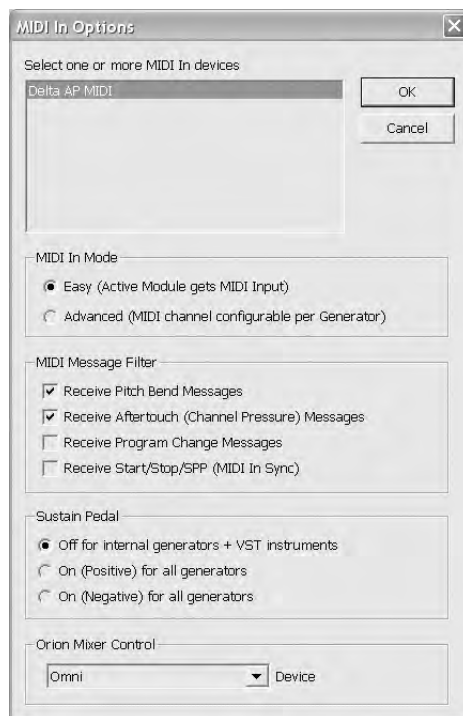 MIDI In Options
Select one or more MIDI In devices
Delta AP MIDI
OK
Cancel
MIDI In Mode
Easy (Active Module gets MIDI Input)
Advanced (MIDI channel configurable per Generator)
MIDI Message Filter
Receive Pitch Bend Messages
Receive Aftertouch (Channel Pressure) Messages
Receive Program Change Messages
Receive Start/Stop/SPP (MIDI In Sync)
Sustain Pedal
Off for internal generators + VST instruments
On (Positive) for all generators
On (Negative) for all generators
Orion Mixer Control
Omni Device